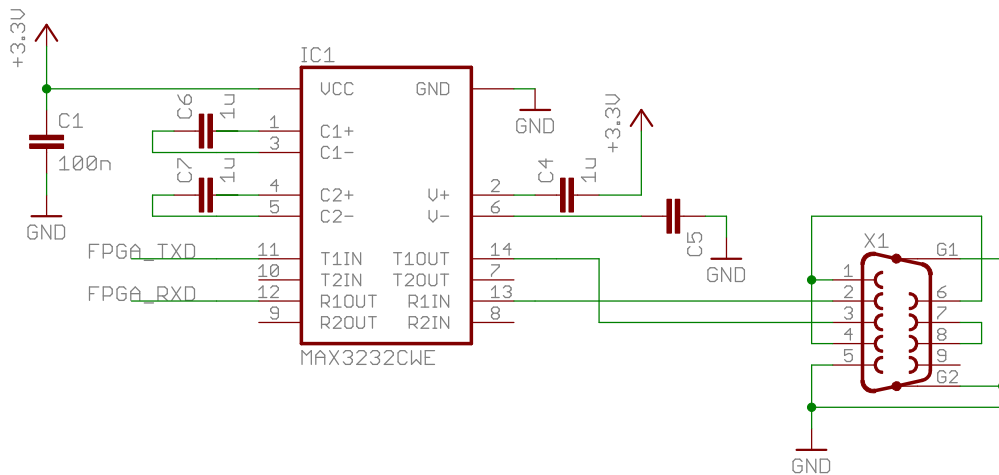 +3.3V
IC1
VCC
GND
C1
100n
GND
C6
1u
1
C1+
3
C1-
C7
1u
4
C2+
5
C2-
GND
+3.3V
C4
1u
2
V+
6
V-
C5
GND
FPGA_TXD
11
T1IN
T1OUT
14
10
T2IN
T2OUT
7
FPGA_RXD
12
R1OUT
R1IN
13
9
R2OUT
R2IN
8
MAX3232CWE
X1
G1
1
2
3
4
5
6
7
8
9
G2
GND